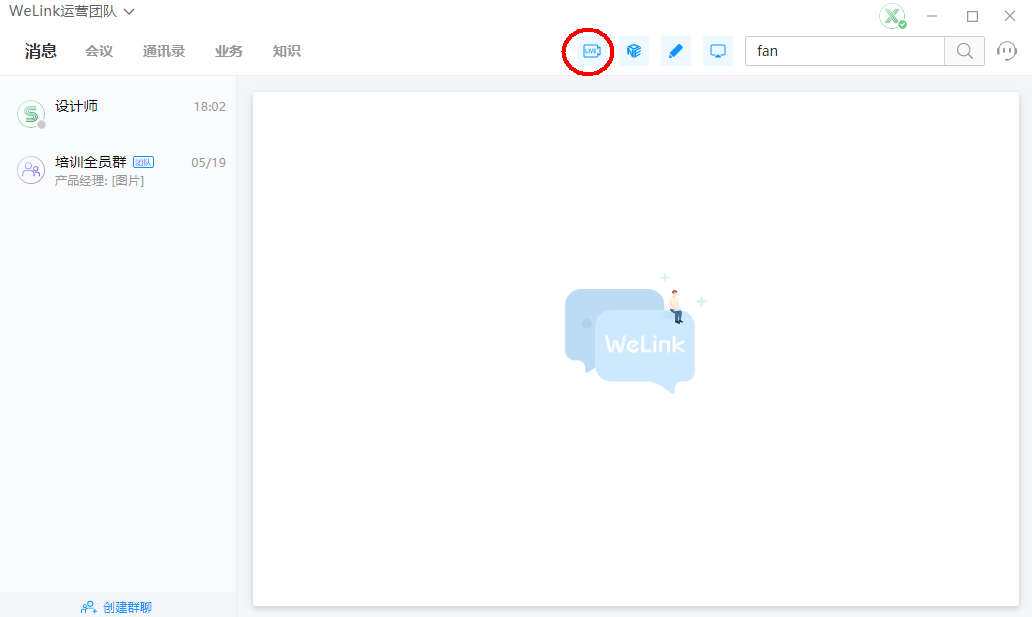 WeLink运营团队
消息 会议 通讯录 业务 知识 LIVE fan
设计师 18:02
培训全员群 团队 05/19
产品经理: [图片]
WeLink
创建群聊